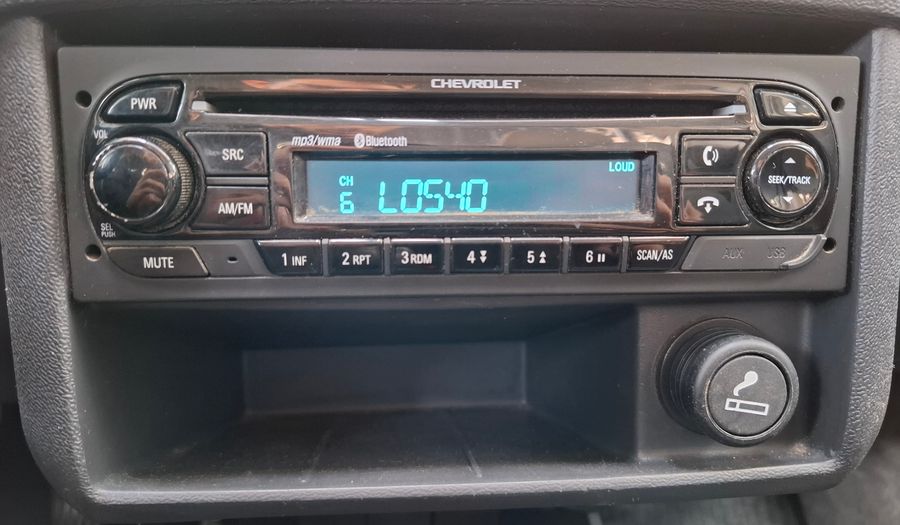 CHEVROLET
PWR
VOL
mp3/wma Bluetooth
SRC
LOUD
CH
6 LOS40
SEEK/TRACK
AM/FM
SEL
PUSH
MUTE
1 INF
2 RPT
3 RDM
4
5
6
SCAN/AS
AUX
USB